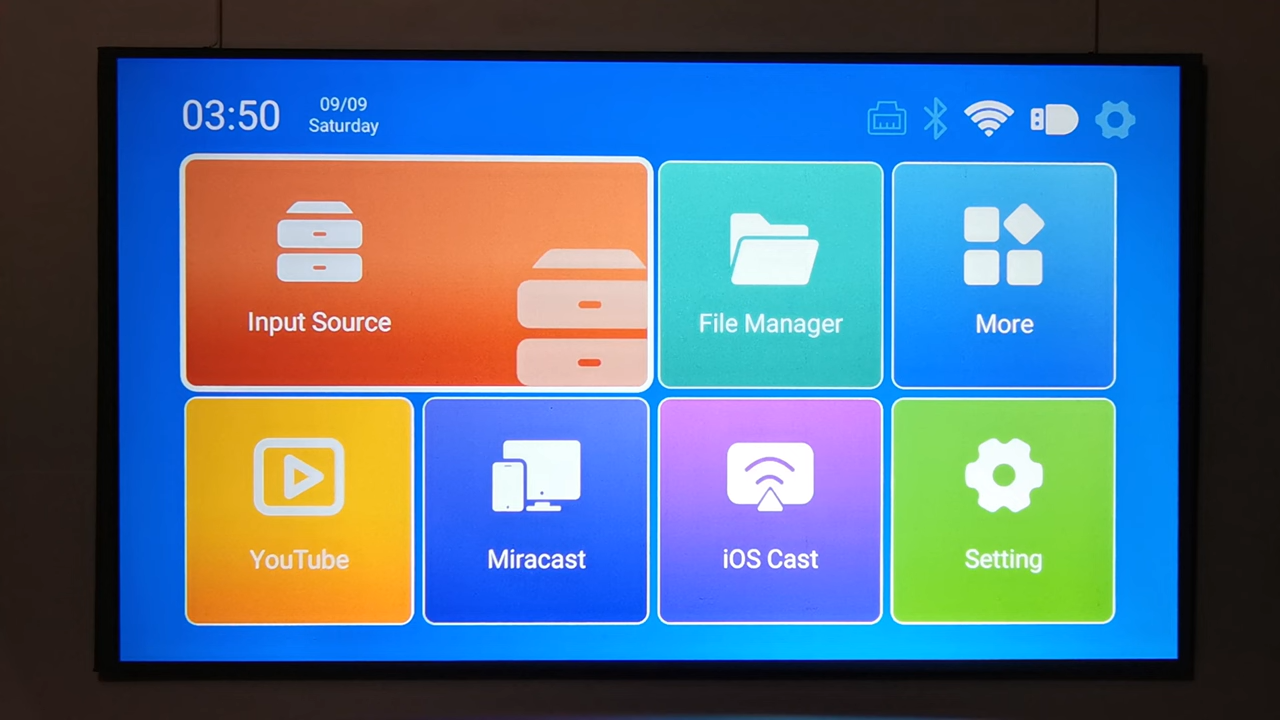 03:50
09/09
Saturday
Input Source
File Manager
More
YouTube
Miracast
iOS Cast
Setting